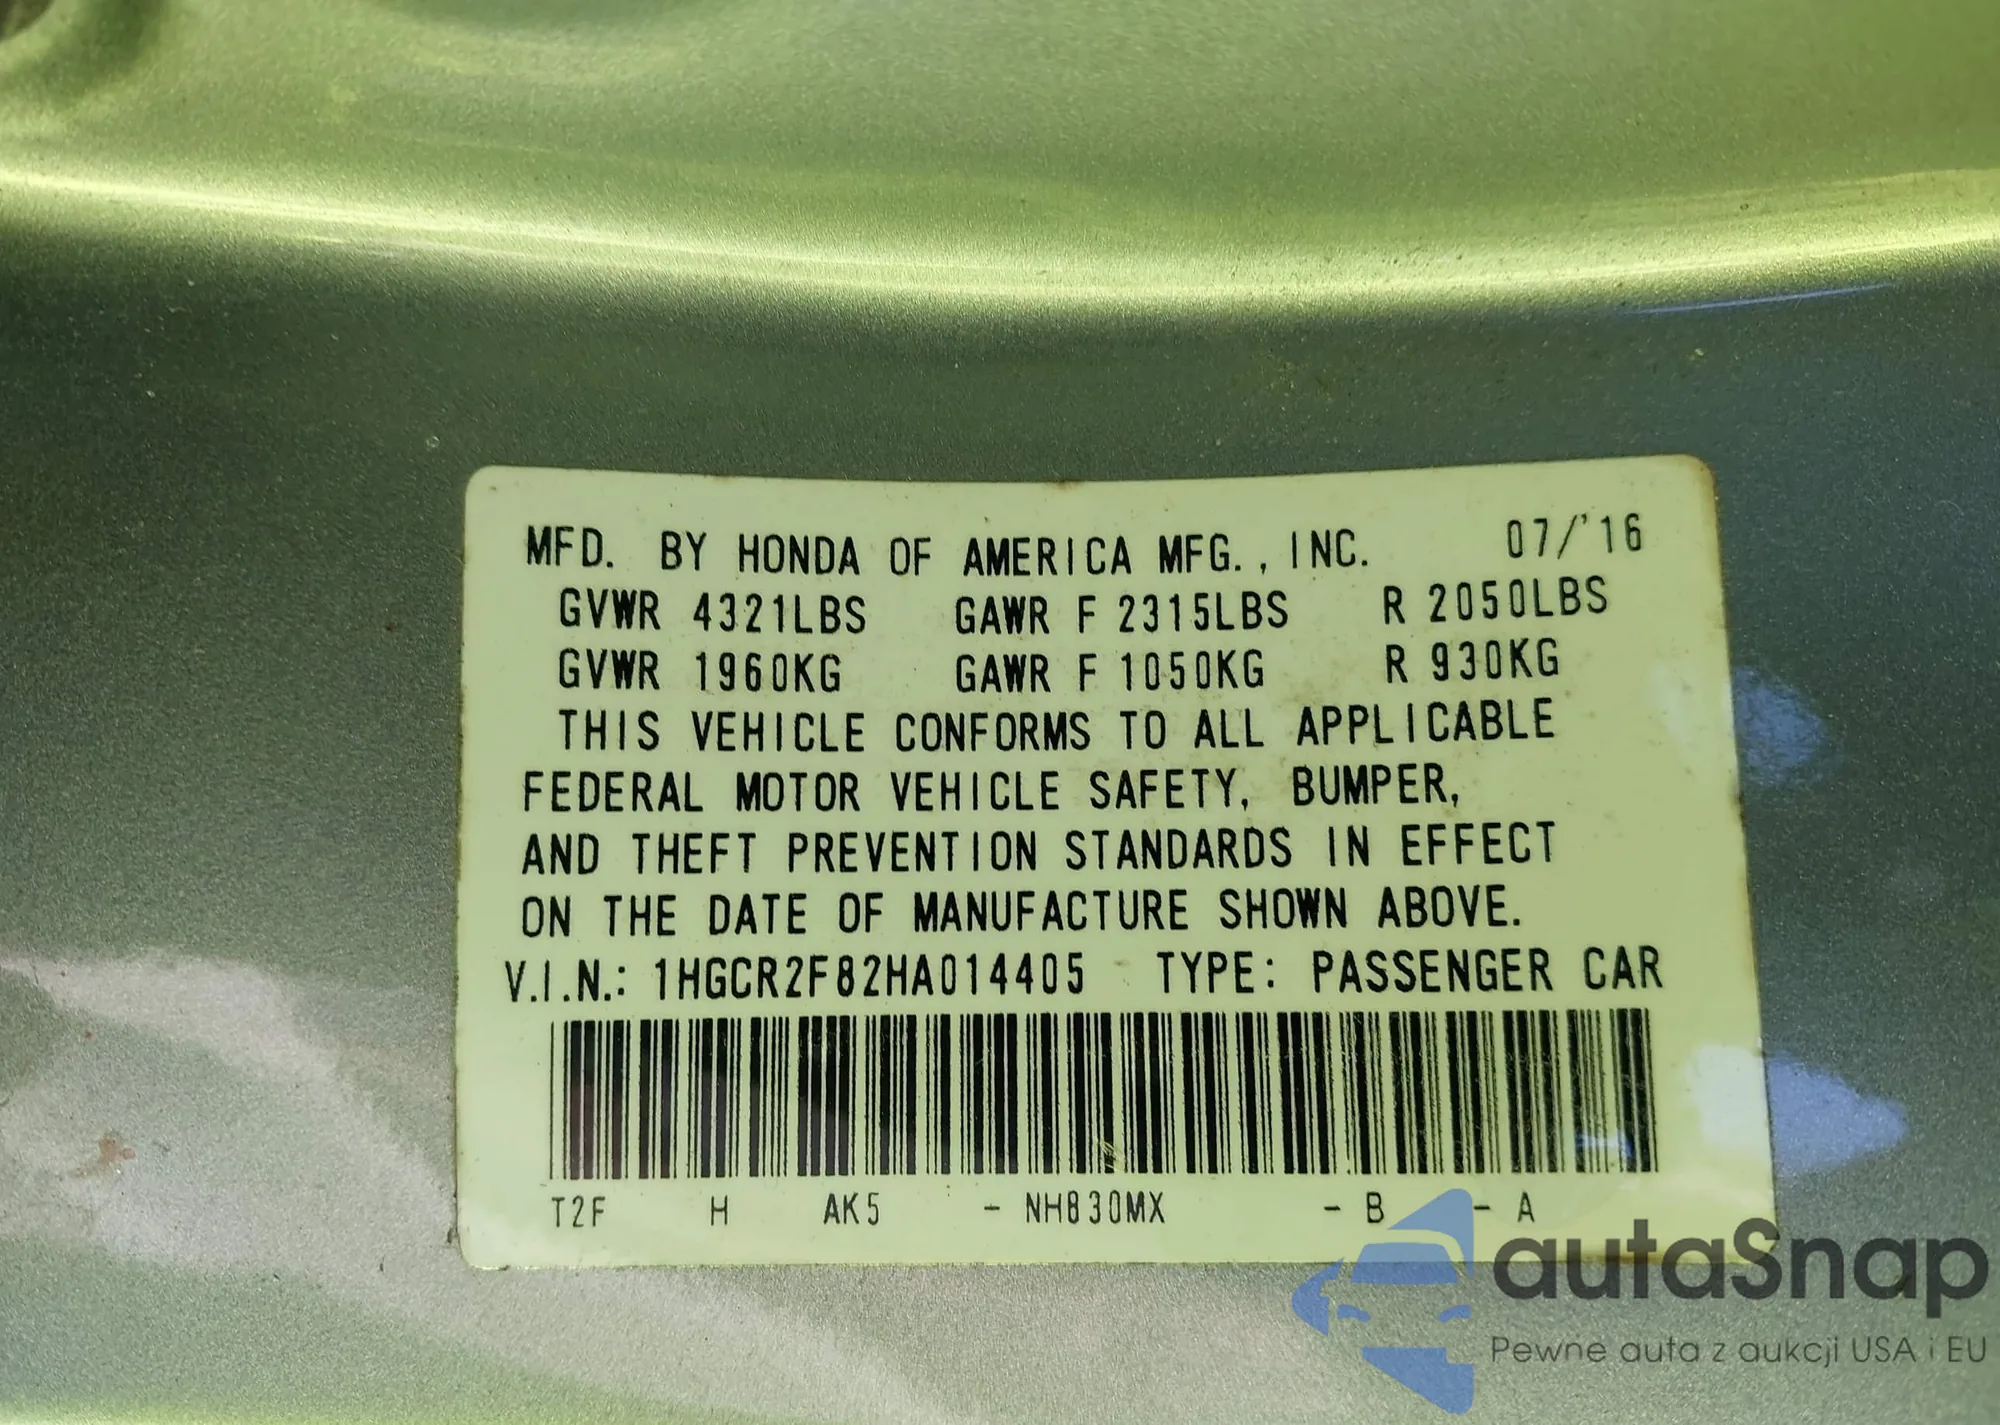 MFD. BY HONDA OF AMERICA MFG., INC. 07/'16
GVWR 4321LBS GAWR F 2315LBS R 2050LBS
GVWR 1960KG GAWR F 1050KG R 930KG
THIS VEHICLE CONFORMS TO ALL APPLICABLE
FEDERAL MOTOR VEHICLE SAFETY, BUMPER,
AND THEFT PREVENTION STANDARDS IN EFFECT
ON THE DATE OF MANUFACTURE SHOWN ABOVE.
V.I.N.: 1HGCR2F82HA014405 TYPE: PASSENGER CAR
T2F H AK5 - NH830MX - B - A
autaSnap
Pewne auta z aukcji USA i EU